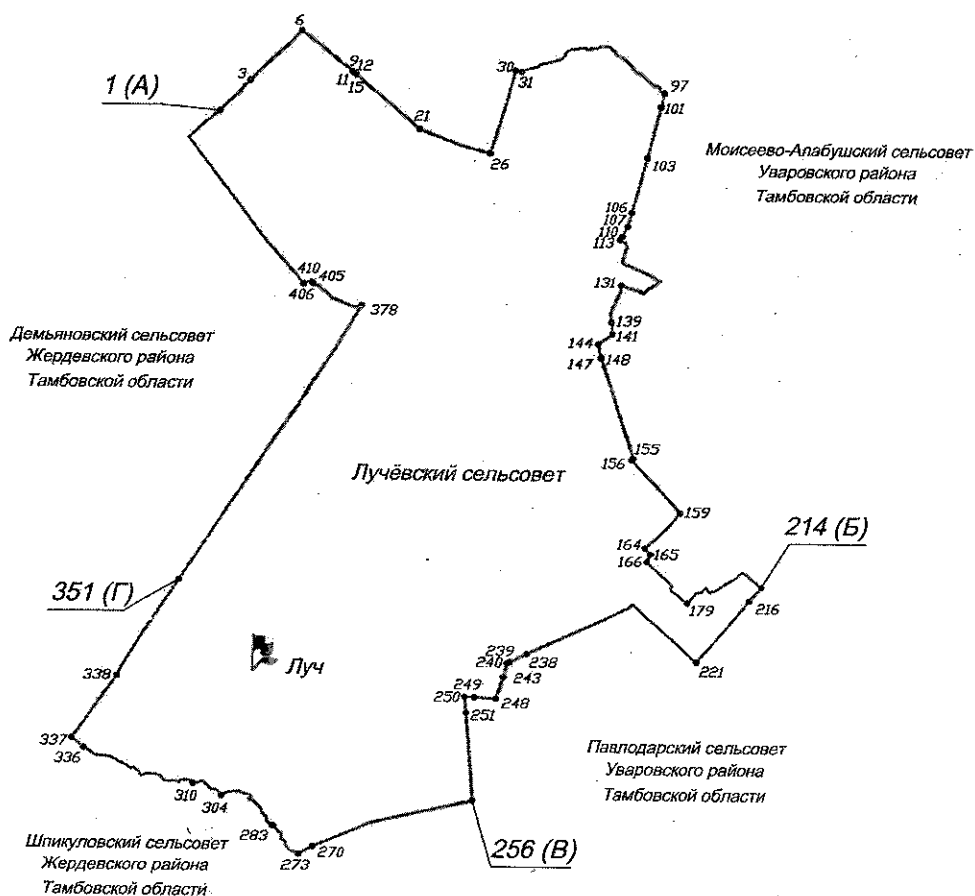 6
3
9
12
11
15
1 (А)
21
26
30
31
97
101
103
Моисеево-Алабушский сельсовет
Уваровского района
Тамбовской области
106
107
110
113
410
405
406
131
378
139
141
144
147
148
Демьяновский сельсовет
Жердевского района
Тамбовской области
155
156
Лучёвский сельсовет
159
214 (Б)
164
165
166
179
216
351 (Г)
221
239
240
238
243
Луч
338
249
250
248
251
337
336
Павлодарский сельсовет
Уваровского района
Тамбовской области
310
304
283
270
273
256 (В)
Шпикуловский сельсовет
Жердевского района
Тамбовской области